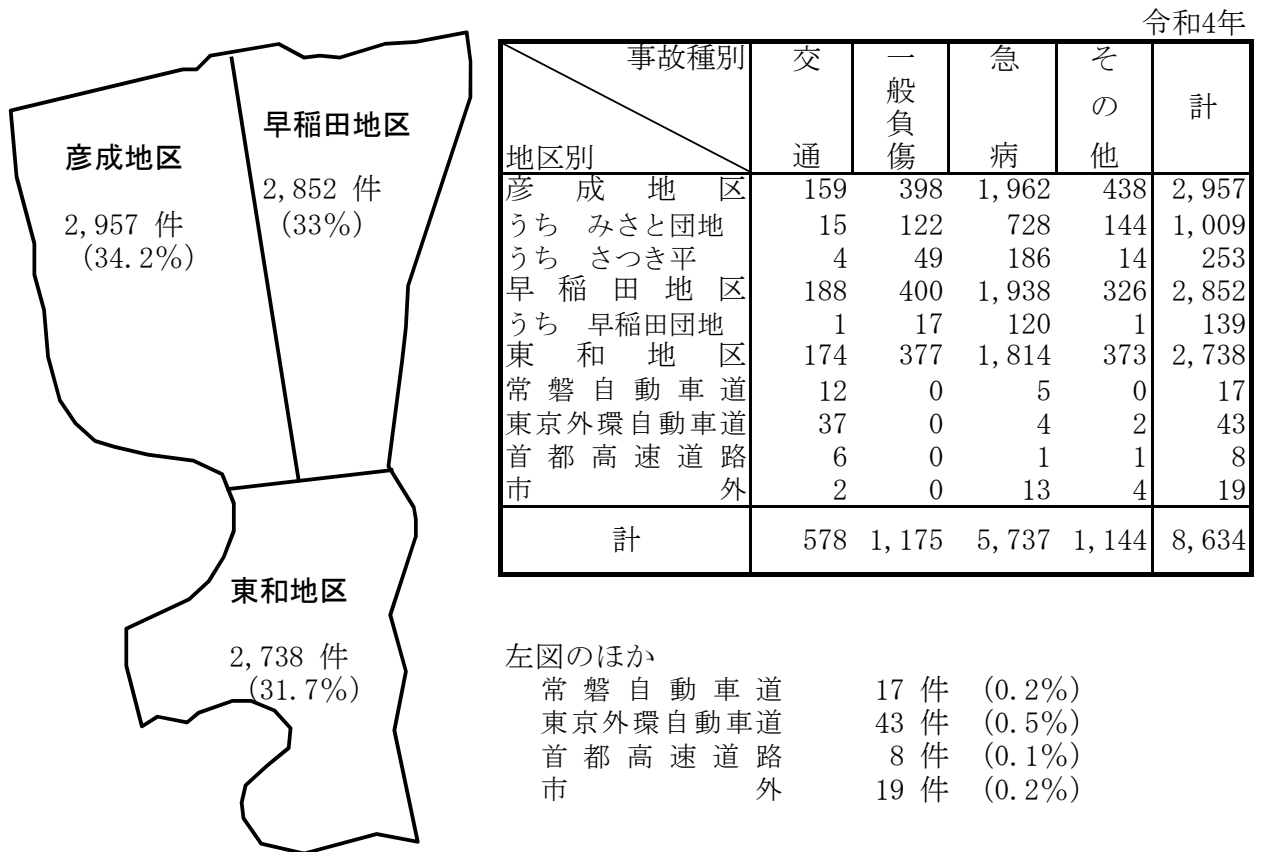 令和4年
彦成地区
2,957 件
(34.2%)
早稲田地区
2,852 件
(33%)
東和地区
2,738 件
(31.7%)
事故種別 交通 一般負傷 急病 その他 計
地区別
彦成地区 159 398 1,962 438 2,957
うち みさと団地 15 122 728 144 1,009
うち さつき平 4 49 186 14 253
早稲田地区 188 400 1,938 326 2,852
うち 早稲田団地 1 17 120 1 139
東和地区 174 377 1,814 373 2,738
常磐自動車道 12 0 5 0 17
東京外環自動車道 37 0 4 2 43
首都高速道路 6 0 1 1 8
市外 2 0 13 4 19
計 578 1,175 5,737 1,144 8,634
左図のほか
常磐自動車道 17 件 (0.2%)
東京外環自動車道 43 件 (0.5%)
首都高速道路 8 件 (0.1%)
市外 19 件 (0.2%)